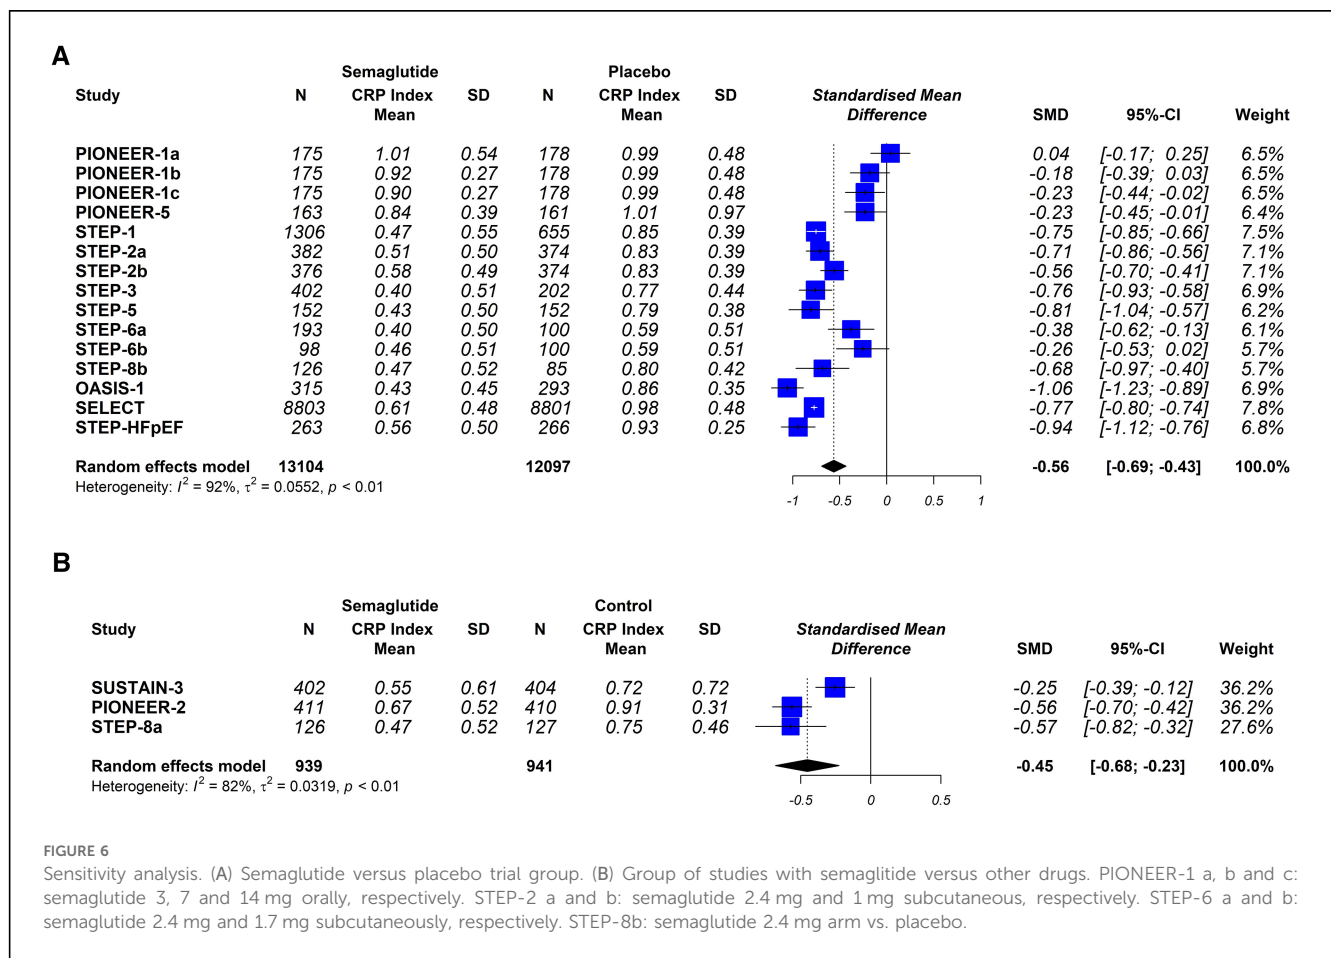 A
Semaglutide Placebo
Study N CRP Index SD N CRP Index SD Standardised Mean SMD 95%-CI Weight
Mean Mean Difference
PIONEER-1a 175 1.01 0.54 178 0.99 0.48 0.04 [-0.17; 0.25] 6.5%
PIONEER-1b 175 0.92 0.27 178 0.99 0.48 -0.18 [-0.39; 0.03] 6.5%
PIONEER-1c 175 0.90 0.27 178 0.99 0.48 -0.23 [-0.44; -0.02] 6.5%
PIONEER-5 163 0.84 0.39 161 1.01 0.97 -0.23 [-0.45; -0.01] 6.4%
STEP-1 1306 0.47 0.55 655 0.85 0.39 -0.75 [-0.85; -0.66] 7.5%
STEP-2a 382 0.51 0.50 374 0.83 0.39 -0.71 [-0.86; -0.56] 7.1%
STEP-2b 376 0.58 0.49 374 0.83 0.39 -0.56 [-0.70; -0.41] 7.1%
STEP-3 402 0.40 0.51 202 0.77 0.44 -0.76 [-0.93; -0.58] 6.9%
STEP-5 152 0.43 0.50 152 0.79 0.38 -0.81 [-1.04; -0.57] 6.2%
STEP-6a 193 0.40 0.50 100 0.59 0.51 -0.38 [-0.62; -0.13] 6.1%
STEP-6b 98 0.46 0.51 100 0.59 0.51 -0.26 [-0.53; 0.02] 5.7%
STEP-8b 126 0.47 0.52 85 0.80 0.42 -0.68 [-0.97; -0.40] 5.7%
OASIS-1 315 0.43 0.45 293 0.86 0.35 -1.06 [-1.23; -0.89] 6.9%
SELECT 8803 0.61 0.48 8801 0.98 0.48 -0.77 [-0.80; -0.74] 7.8%
STEP-HFpEF 263 0.56 0.50 266 0.93 0.25 -0.94 [-1.12; -0.76] 6.8%
Random effects model 13104 12097 -0.56 [-0.69; -0.43] 100.0%
Heterogeneity: I² = 92%, τ² = 0.0552, p < 0.01
-1 -0.5 0 0.5 1
B
Semaglutide Control
Study N CRP Index SD N CRP Index SD Standardised Mean SMD 95%-CI Weight
Mean Mean Difference
SUSTAIN-3 402 0.55 0.61 404 0.72 0.72 -0.25 [-0.39; -0.12] 36.2%
PIONEER-2 411 0.67 0.52 410 0.91 0.31 -0.56 [-0.70; -0.42] 36.2%
STEP-8a 126 0.47 0.52 127 0.75 0.46 -0.57 [-0.82; -0.32] 27.6%
Random effects model 939 941 -0.45 [-0.68; -0.23] 100.0%
Heterogeneity: I² = 82%, τ² = 0.0319, p < 0.01
-0.5 0 0.5
FIGURE 6
Sensitivity analysis. (A) Semaglutide versus placebo trial group. (B) Group of studies with semaglitide versus other drugs. PIONEER-1 a, b and c:
semaglutide 3, 7 and 14 mg orally, respectively. STEP-2 a and b: semaglutide 2.4 mg and 1 mg subcutaneous, respectively. STEP-6 a and b:
semaglutide 2.4 mg and 1.7 mg subcutaneously, respectively. STEP-8b: semaglutide 2.4 mg arm vs. placebo.